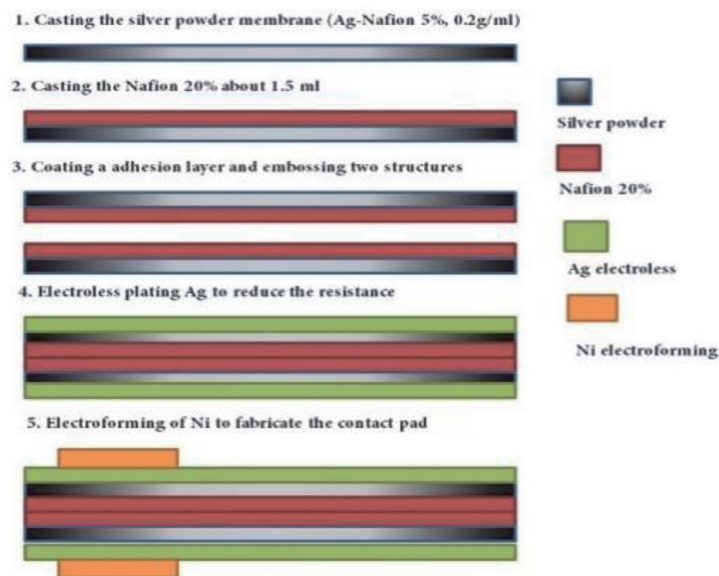 1. Casting the silver powder membrane (Ag-Nafion 5%, 0.2g/ml)
2. Casting the Nafion 20% about 1.5 ml
Silver powder
3. Coating a adhesion layer and embossing two structures
Nafion 20%
Ag electroless
4. Electroless plating Ag to reduce the resistance
Ni electroforming
5. Electroforming of Ni to fabricate the contact pad